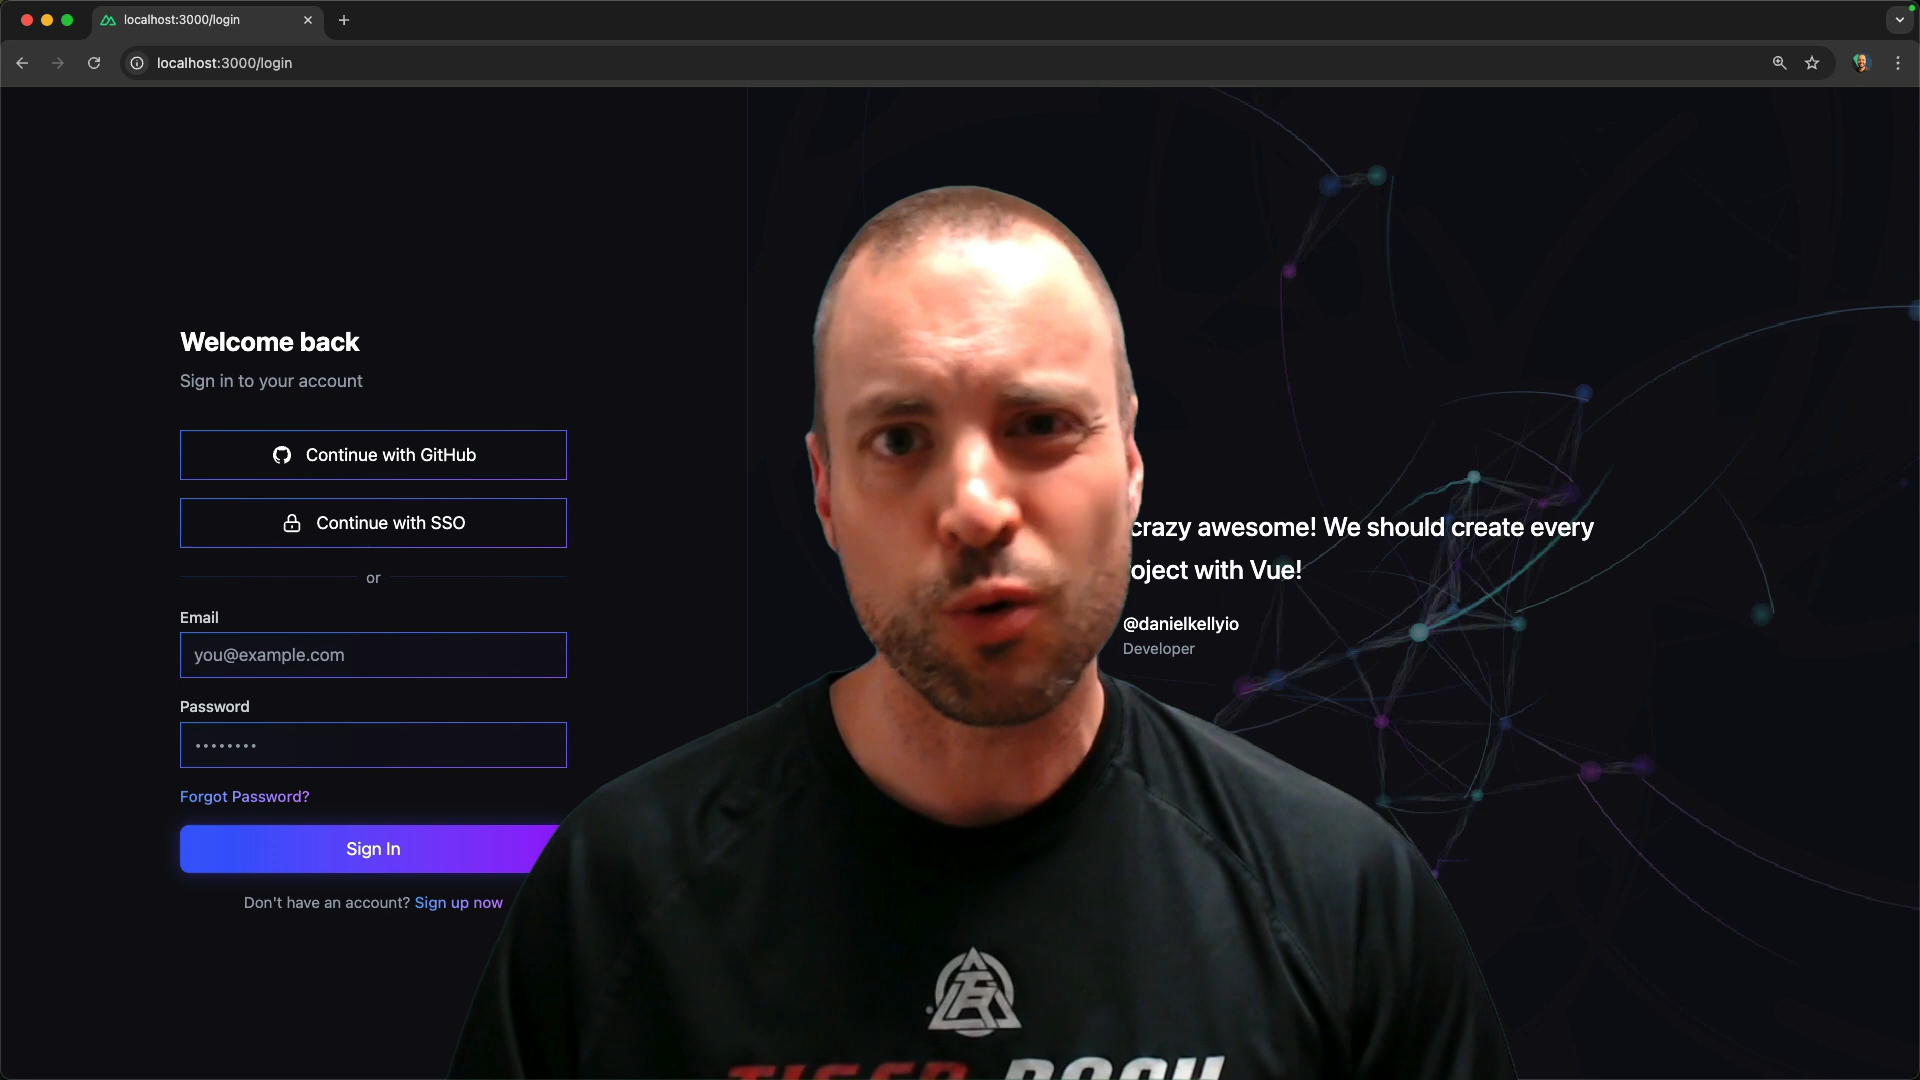 localhost:3000/login
localhost:3000/login
Welcome back
Sign in to your account
Continue with GitHub
Continue with SSO
or
Email
you@example.com
Password
••••••••
Forgot Password?
Sign In
Don't have an account? Sign up now
crazy awesome! We should create every
oject with Vue!
@danielkellyio
Developer
TIGER ROCK